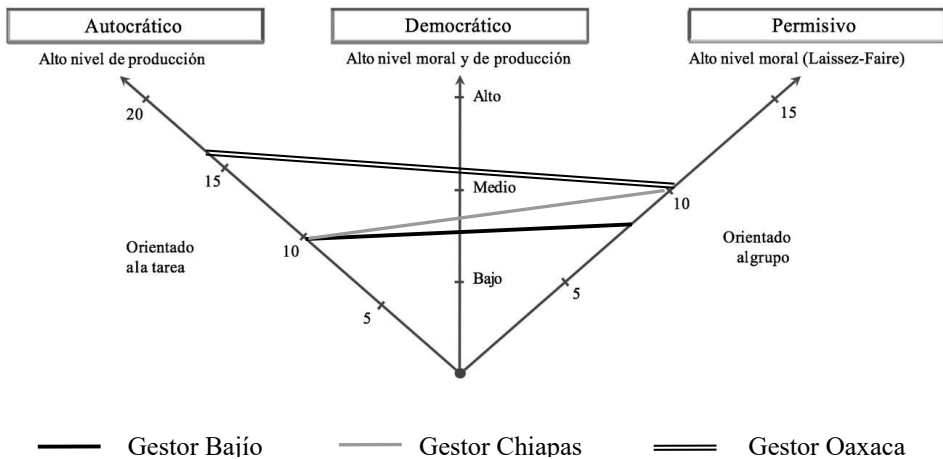 Autocrático
Democrático
Permisivo
Alto nivel de producción
Alto nivel moral y de producción
Alto nivel moral (Laissez-Faire)
20
Alto
15
15
Medio
10
10
Orientado
a la tarea
Orientado
algrupo
Bajo
5
5
Gestor Bajío
Gestor Chiapas
Gestor Oaxaca